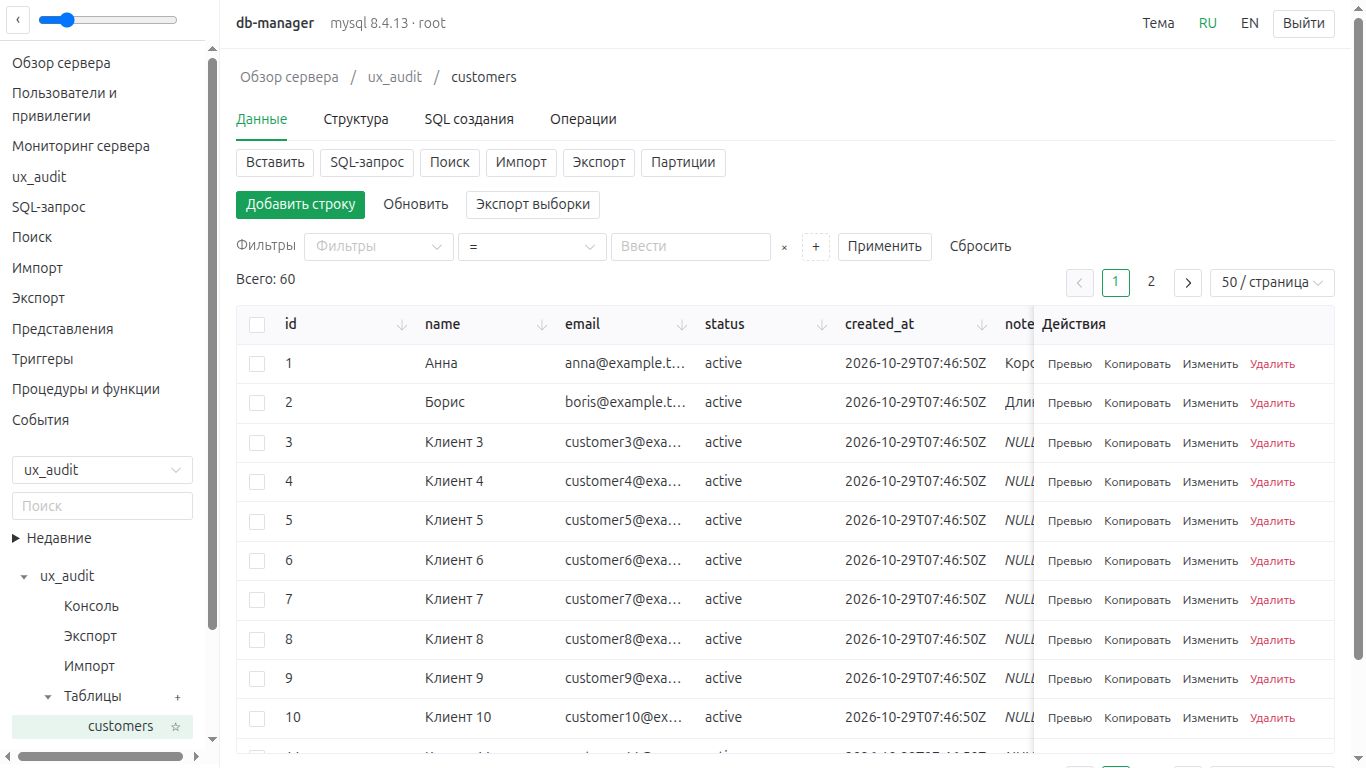 ‹
db-manager mysql 8.4.13 · root Тема RU EN Выйти
Обзор сервера
Пользователи и
привилегии
Мониторинг сервера
ux_audit
SQL-запрос
Поиск
Импорт
Экспорт
Представления
Триггеры
Процедуры и функции
События
ux_audit
Поиск
Недавние
ux_audit
Консоль
Экспорт
Импорт
Таблицы +
customers ☆
Обзор сервера / ux_audit / customers
Данные Структура SQL создания Операции
Вставить SQL-запрос Поиск Импорт Экспорт Партиции
Добавить строку Обновить Экспорт выборки
Фильтры Фильтры = Ввести × + Применить Сбросить
Всего: 60 1 2 50 / страница
id name email status created_at note Действия
1 Анна anna@example.t… active 2026-10-29T07:46:50Z Коро Превью Копировать Изменить Удалить
2 Борис boris@example.t… active 2026-10-29T07:46:50Z Длин Превью Копировать Изменить Удалить
3 Клиент 3 customer3@exa… active 2026-10-29T07:46:50Z NULL Превью Копировать Изменить Удалить
4 Клиент 4 customer4@exa… active 2026-10-29T07:46:50Z NULL Превью Копировать Изменить Удалить
5 Клиент 5 customer5@exa… active 2026-10-29T07:46:50Z NULL Превью Копировать Изменить Удалить
6 Клиент 6 customer6@exa… active 2026-10-29T07:46:50Z NULL Превью Копировать Изменить Удалить
7 Клиент 7 customer7@exa… active 2026-10-29T07:46:50Z NULL Превью Копировать Изменить Удалить
8 Клиент 8 customer8@exa… active 2026-10-29T07:46:50Z NULL Превью Копировать Изменить Удалить
9 Клиент 9 customer9@exa… active 2026-10-29T07:46:50Z NULL Превью Копировать Изменить Удалить
10 Клиент 10 customer10@ex… active 2026-10-29T07:46:50Z NULL Превью Копировать Изменить Удалить